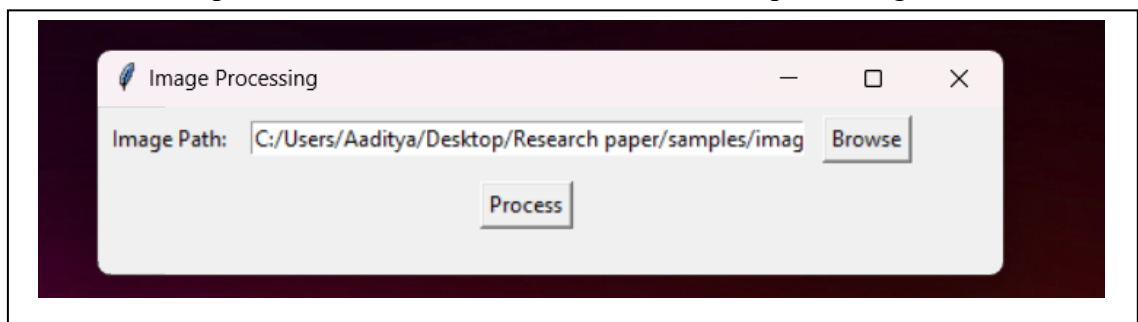 Image Processing
Image Path: C:/Users/Aaditya/Desktop/Research paper/samples/imag Browse
Process